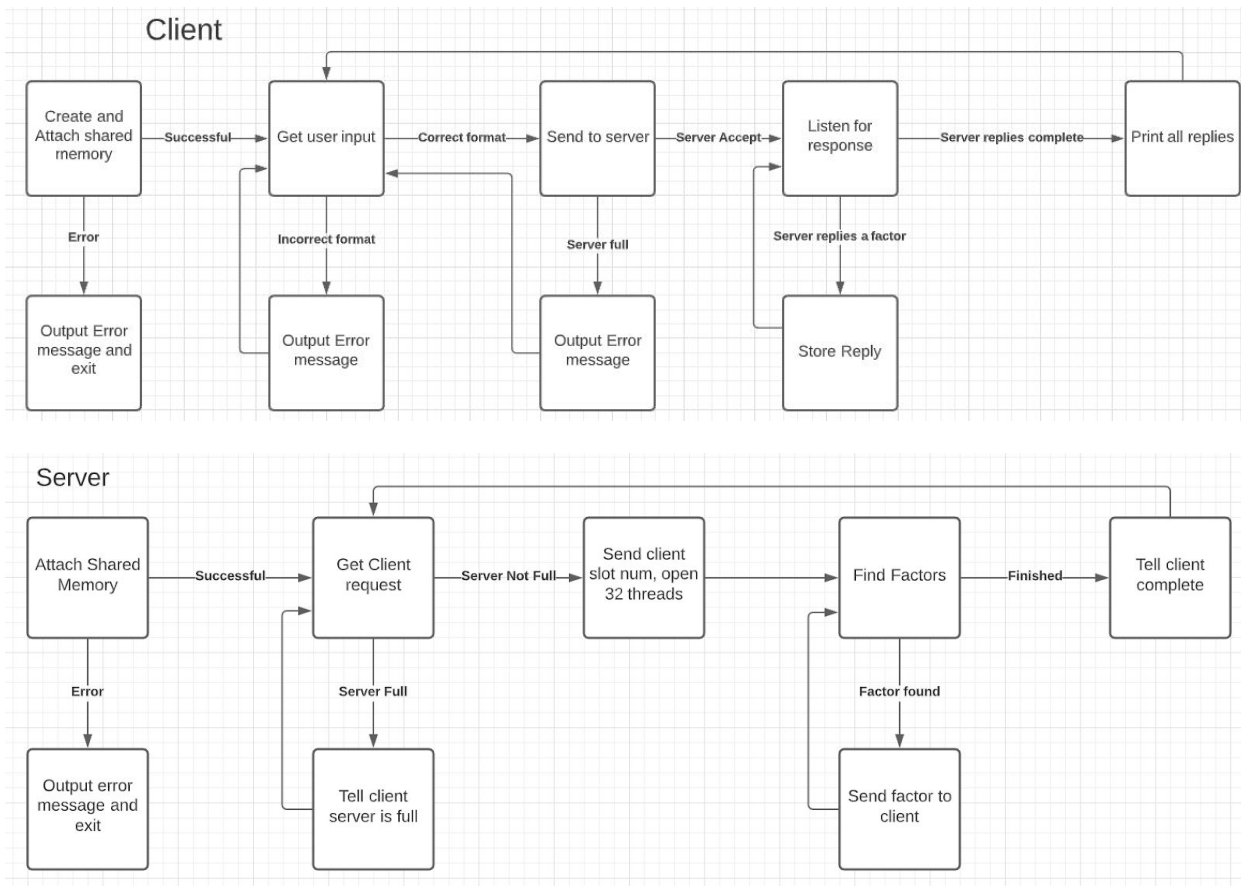 Client
Create and
Attach shared
memory
Successful
Get user input
Correct format
Send to server
Server Accept
Listen for
response
Server replies complete
Print all replies
Error
Incorrect format
Server full
Server replies a factor
Output Error
message and
exit
Output Error
message
Output Error
message
Store Reply
Server
Attach Shared
Memory
Successful
Get Client
request
Server Not Full
Send client
slot num, open
32 threads
Find Factors
Finished
Tell client
complete
Error
Server Full
Factor found
Output error
message and
exit
Tell client
server is full
Send factor to
client